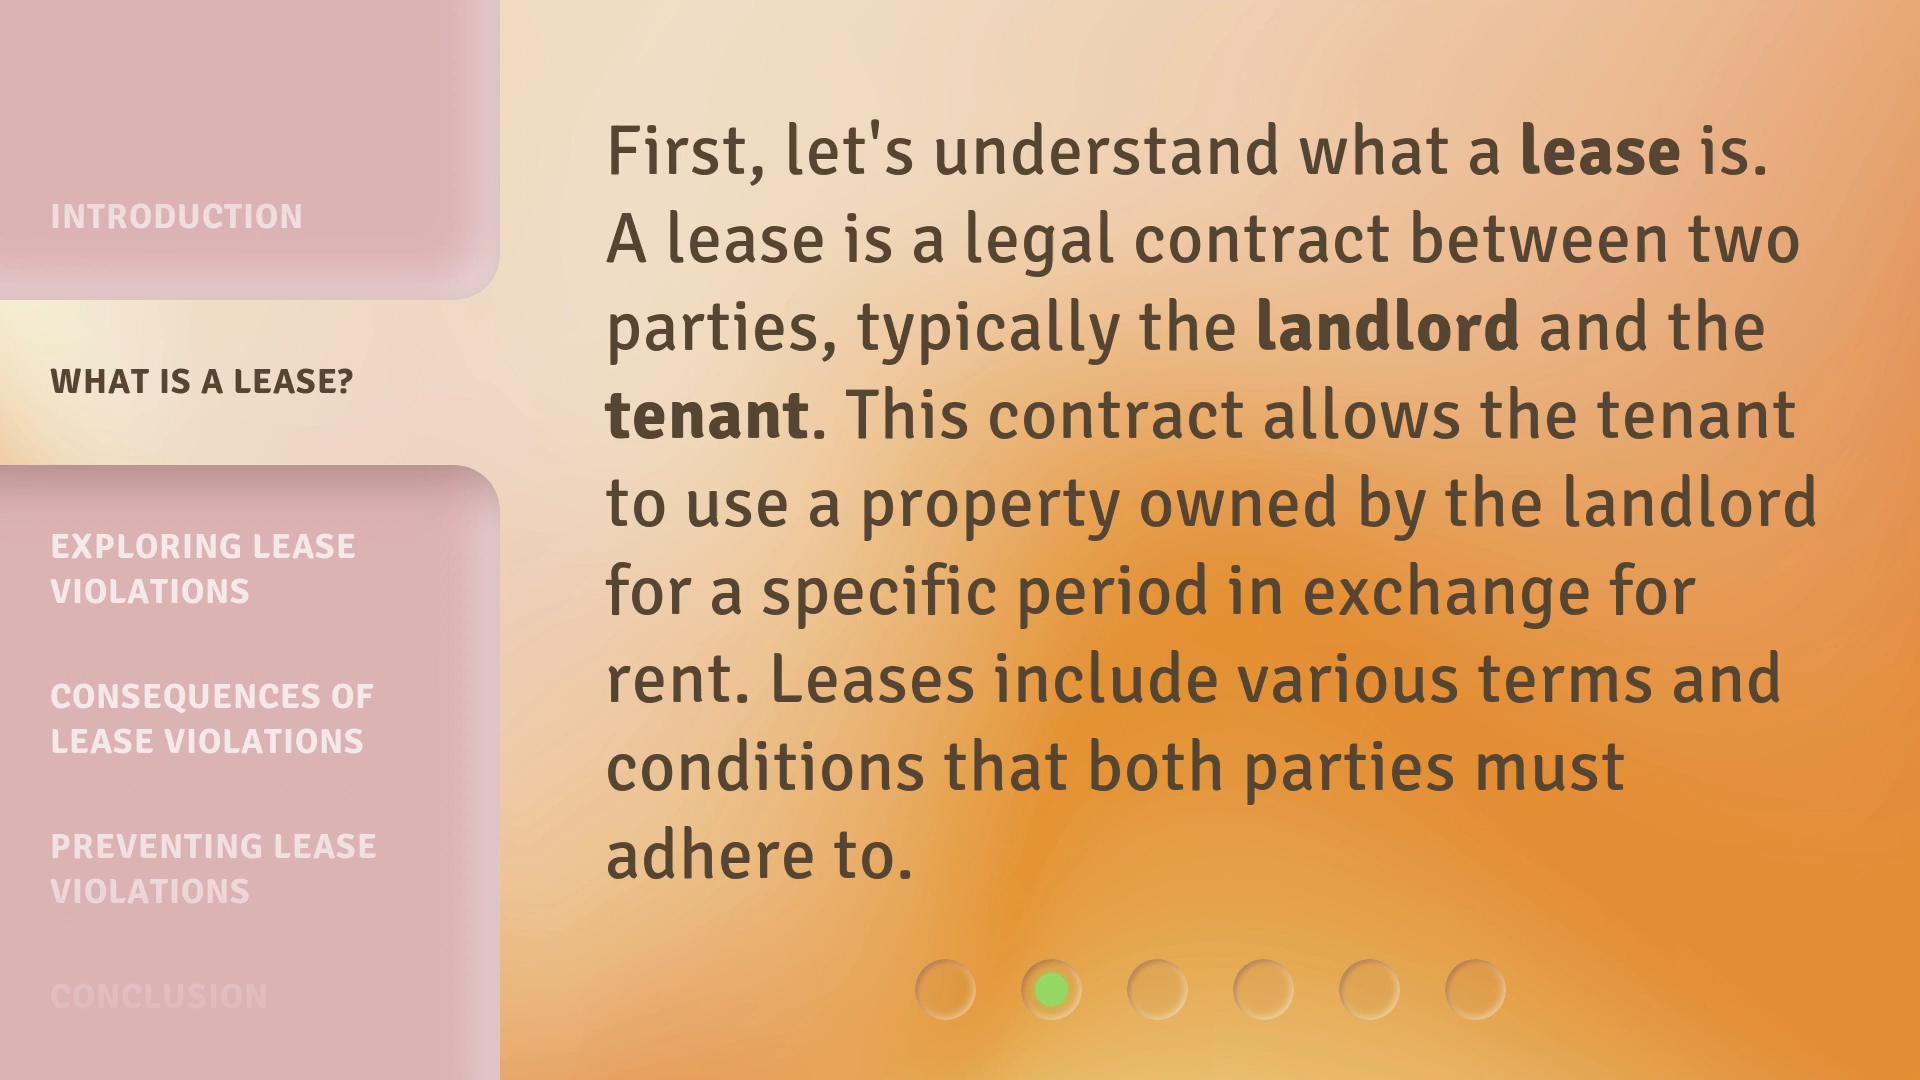 INTRODUCTION
WHAT IS A LEASE?
EXPLORING LEASE
VIOLATIONS
CONSEQUENCES OF
LEASE VIOLATIONS
PREVENTING LEASE
VIOLATIONS
CONCLUSION
First, let's understand what a lease is.
A lease is a legal contract between two
parties, typically the landlord and the
tenant. This contract allows the tenant
to use a property owned by the landlord
for a specific period in exchange for
rent. Leases include various terms and
conditions that both parties must
adhere to.